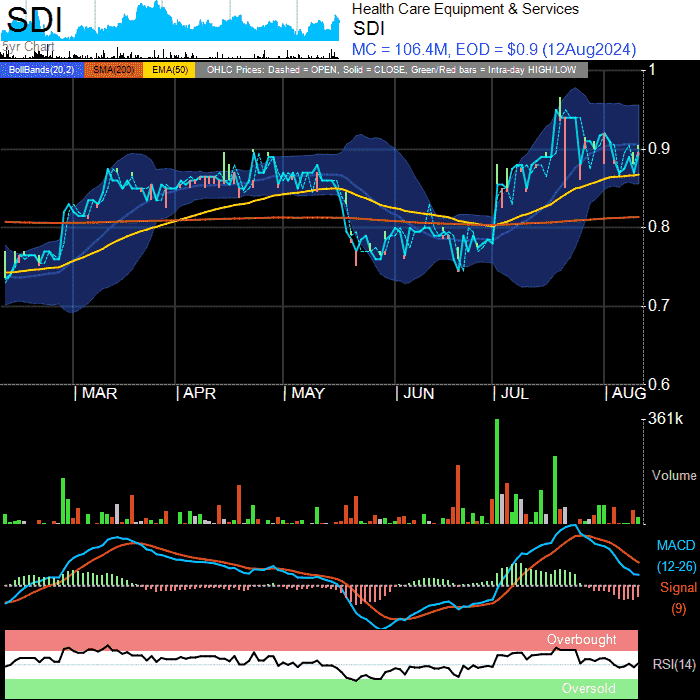 SDI
5yr Chart
Health Care Equipment & Services
SDI
MC = 106.4M, EOD = $0.9 (12Aug2024)
BollBands(20,2) SMA(200) EMA(50) OHLC Prices: Dashed = OPEN, Solid = CLOSE, Green/Red bars = Intra-day HIGH/LOW
1
0.9
0.8
0.7
0.6
MAR APR MAY JUN JUL AUG
361k
Volume
MACD
(12-26)
Signal
(9)
Overbought
RSI(14)
Oversold